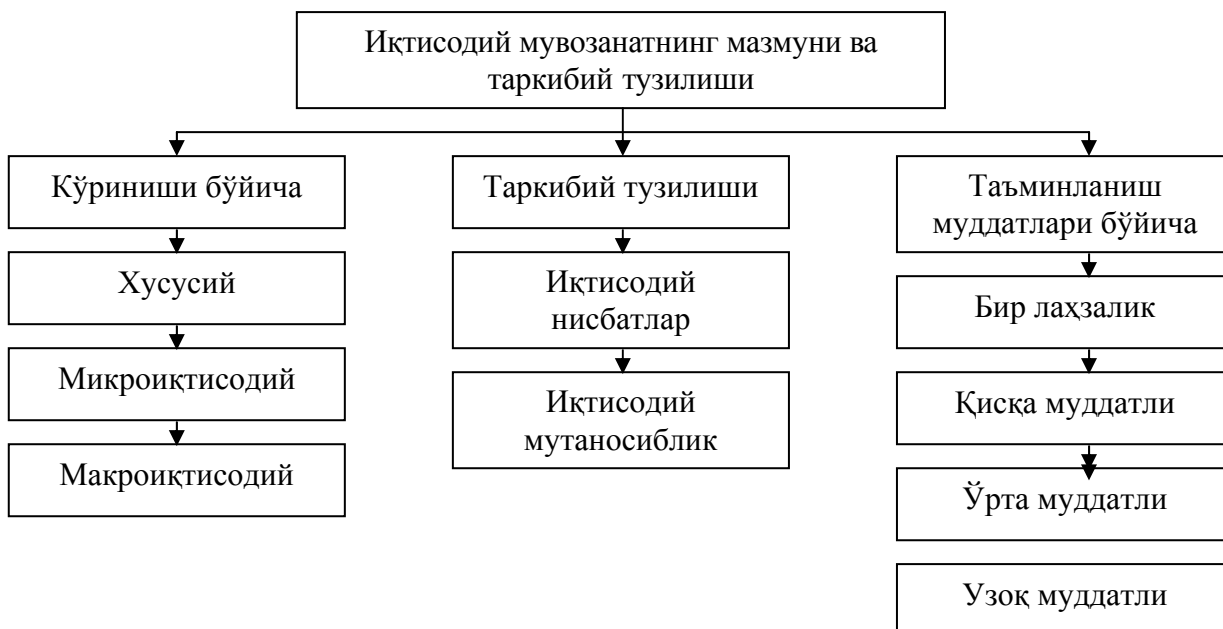 Иқтисодий мувозанатнинг мазмуни ва
таркибий тузилиши
Кўриниши бўйича
Хусусий
Микроиқтисодий
Макроиқтисодий
Таркибий тузилиши
Иқтисодий
нисбатлар
Иқтисодий
мутаносиблик
Таъминланиш
муддатлари бўйича
Бир лаҳзалик
Қисқа муддатли
Ўрта муддатли
Узоқ муддатли